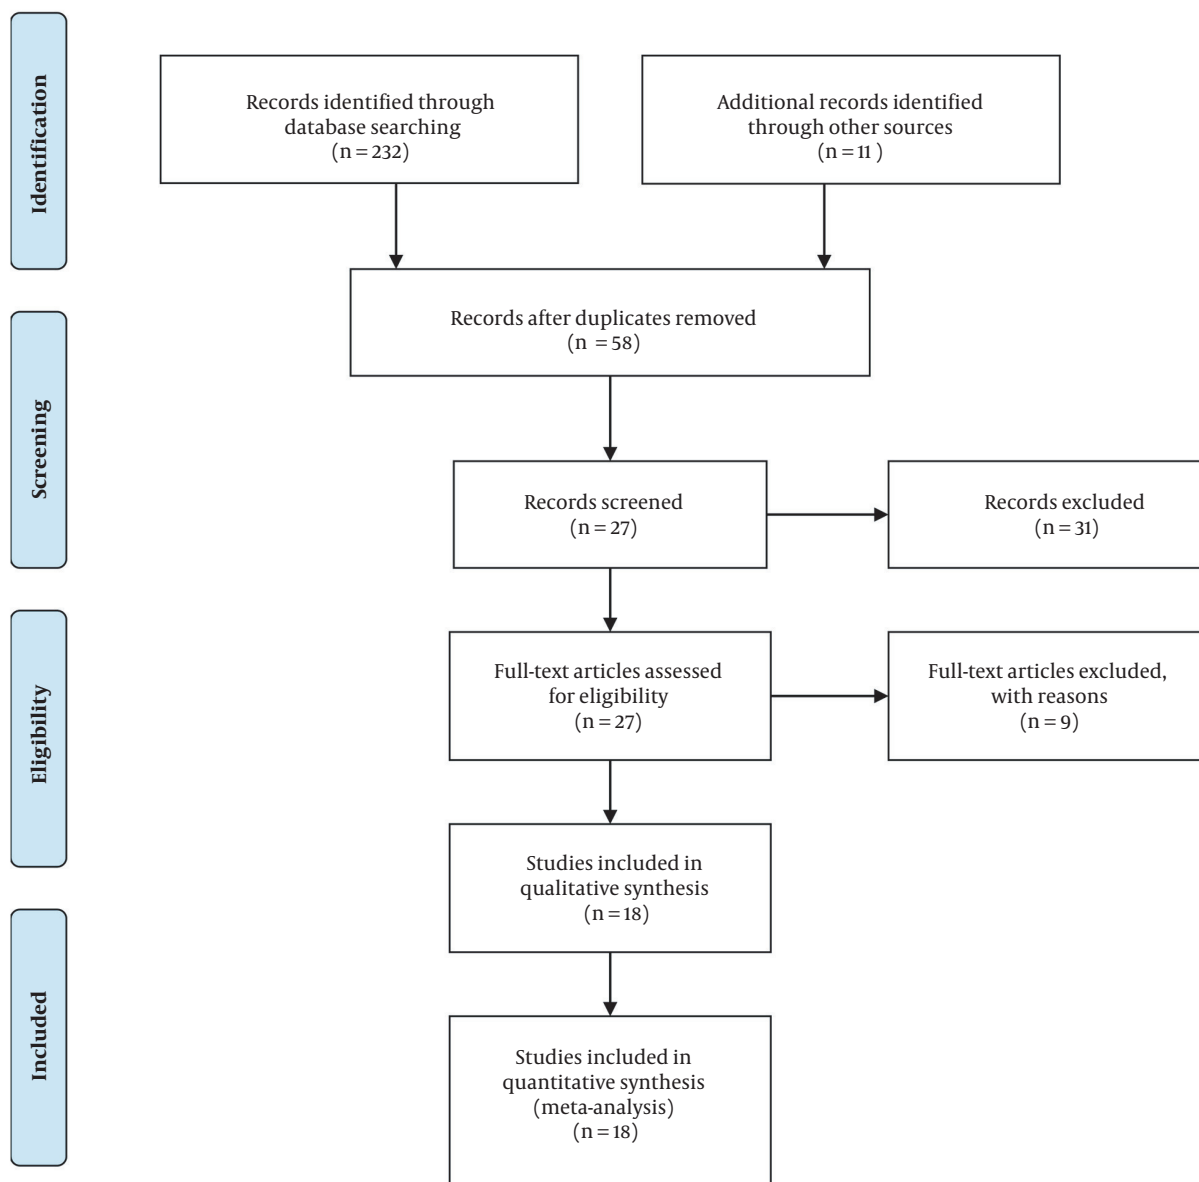 Identification
Records identified through
database searching
(n = 232)
Additional records identified
through other sources
(n = 11 )
Records after duplicates removed
(n = 58)
Screening
Records screened
(n = 27)
Records excluded
(n = 31)
Eligibility
Full-text articles assessed
for eligibility
(n = 27)
Full-text articles excluded,
with reasons
(n = 9)
Studies included in
qualitative synthesis
(n = 18)
Included
Studies included in
quantitative synthesis
(meta-analysis)
(n = 18)